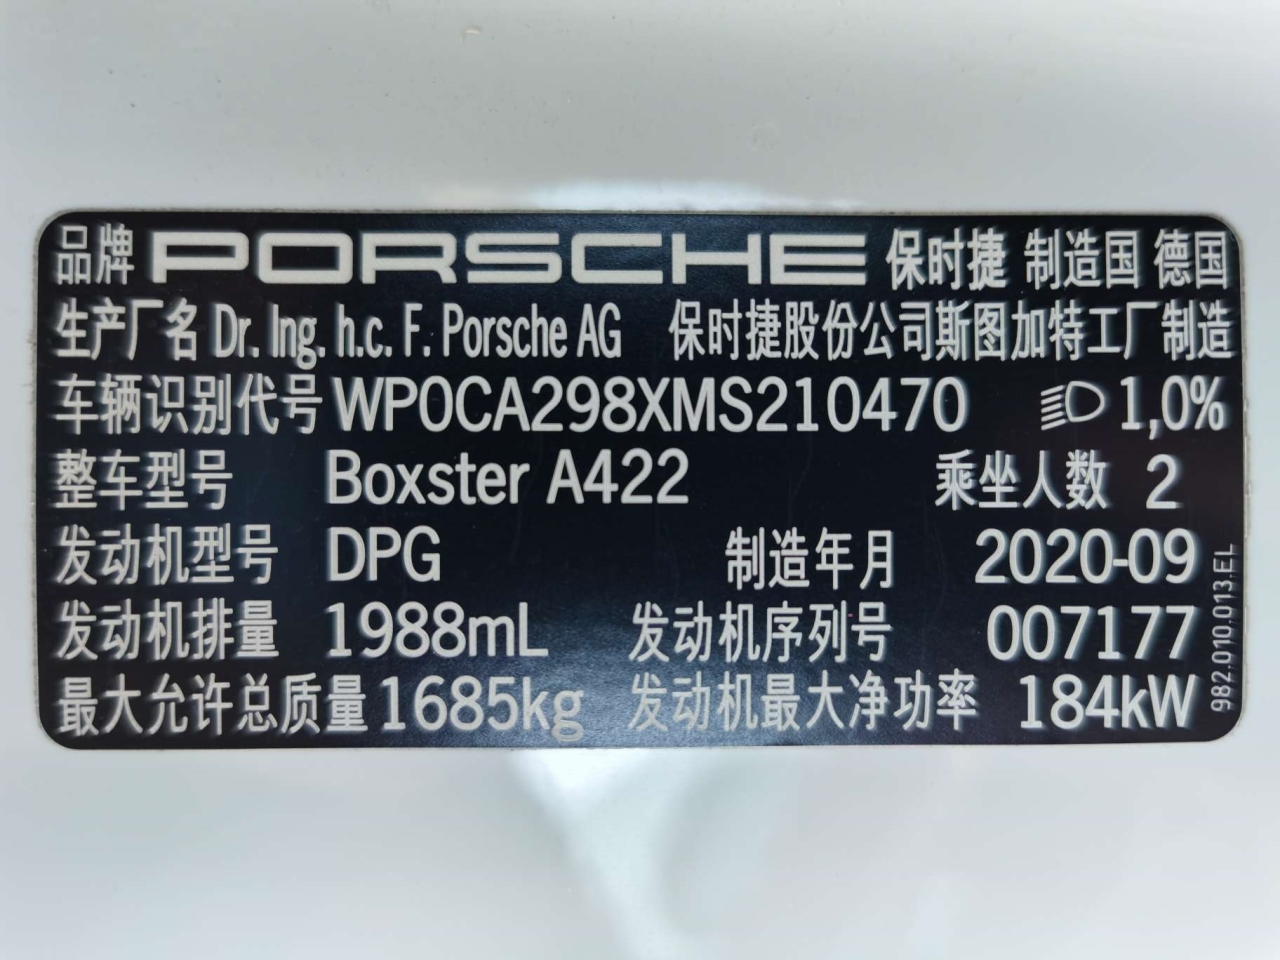 品牌 PORSCHE 保时捷 制造国 德国
生产厂名 Dr. Ing. h.c. F. Porsche AG 保时捷股份公司斯图加特工厂制造
车辆识别代号 WP0CA298XMS210470 1,0%
整车型号 Boxster A422 乘坐人数 2
发动机型号 DPG 制造年月 2020-09
发动机排量 1988mL 发动机序列号 007177
最大允许总质量 1685kg 发动机最大净功率 184kW
982.010.013.EL